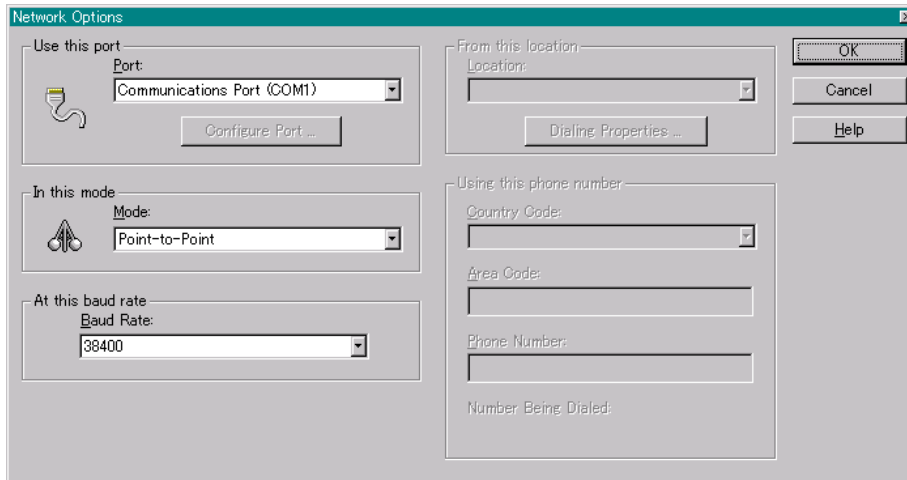 Network Options
Use this port
Port:
Communications Port (COM1)
Configure Port ...
In this mode
Mode:
Point-to-Point
At this baud rate
Baud Rate:
38400
From this location
Location:
Dialing Properties ...
Using this phone number
Country Code:
Area Code:
Phone Number:
Number Being Dialed:
OK
Cancel
Help